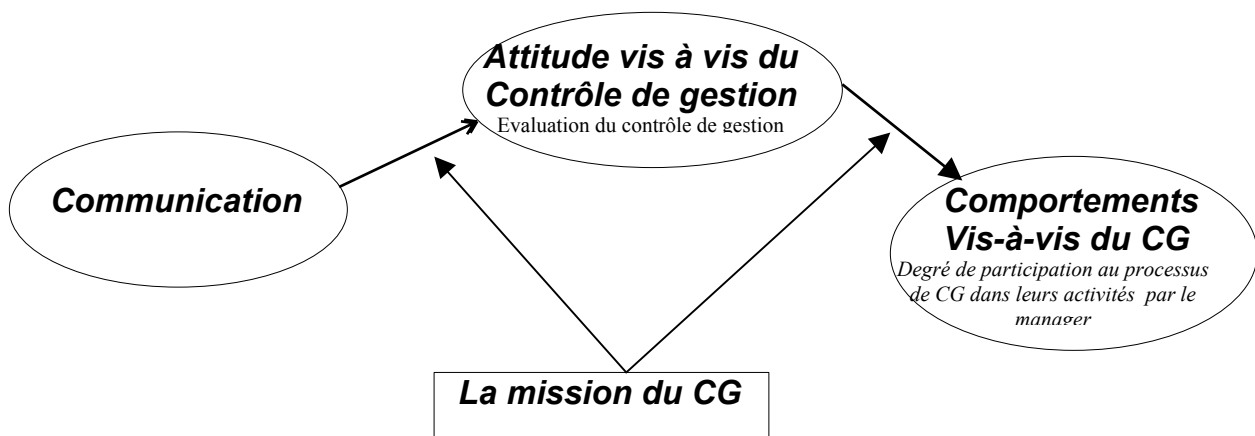 Attitude vis à vis du
Contrôle de gestion
Evaluation du contrôle de gestion
Communication
Comportements
Vis-à-vis du CG
Degré de participation au processus
de CG dans leurs activités par le
manager
La mission du CG